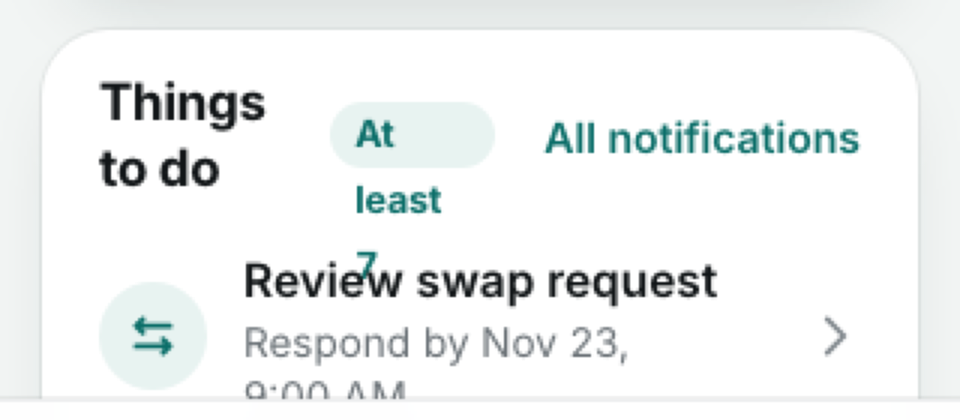 Things
to do
At
least
7
All notifications
Review swap request
Respond by Nov 23,
9:00 AM